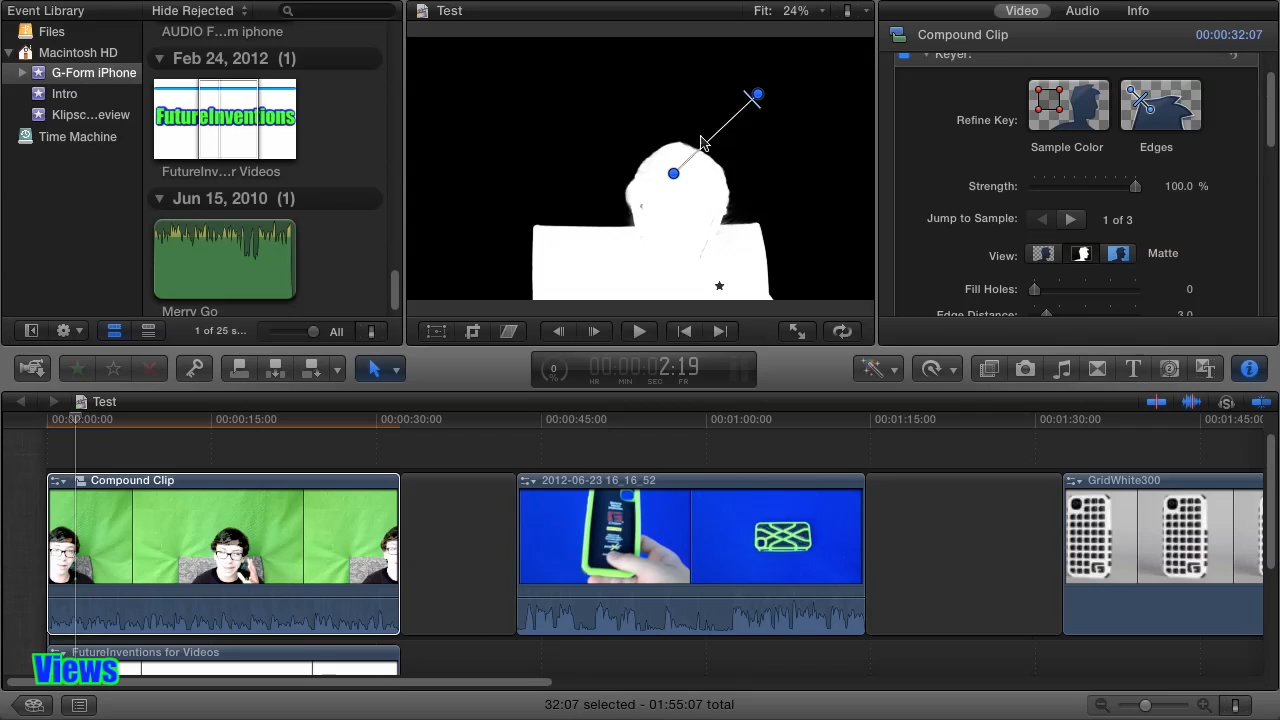 Event Library
Hide Rejected
Test
Fit: 24%
Video
Audio
Info
Files
Macintosh HD
G-Form iPhone
Intro
Klipsc...eview
Time Machine
AUDIO F...m iphone
Feb 24, 2012 (1)
FutureInventions
FutureInv...r Videos
Jun 15, 2010 (1)
Merry Go
1 of 25 s...
All
Compound Clip
00:00:32:07
Keyer:
Refine Key:
Sample Color
Edges
Strength:
100.0 %
Jump to Sample:
1 of 3
View:
Matte
Fill Holes:
0
Edge Distance:
3.0
0
%
00:00:02:19
HR MIN SEC FR
Test
00:00:00:00
00:00:15:00
00:00:30:00
00:00:45:00
00:01:00:00
00:01:15:00
00:01:30:00
00:01:45:00
Compound Clip
2012-06-23 16_16_52
GridWhite300
FutureInventions for Videos
Views
32:07 selected - 01:55:07 total